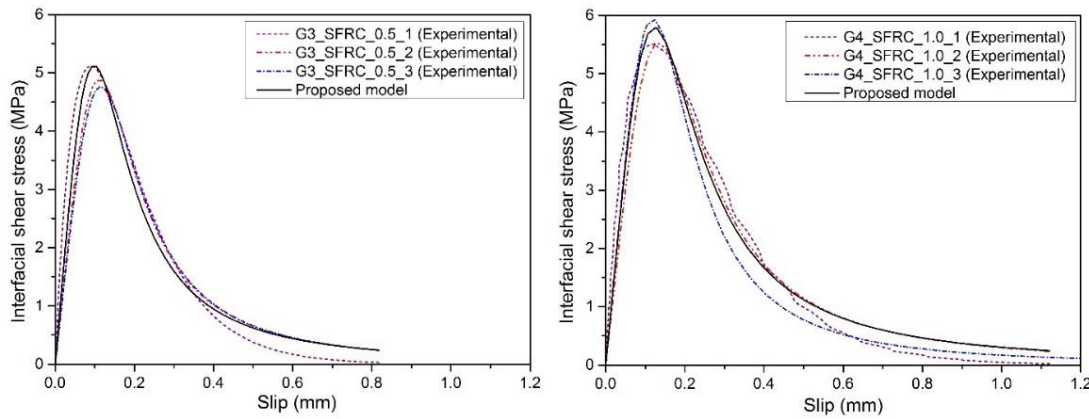 6
5
4
3
2
1
0
Interfacial shear stress (MPa)
G3_SFRC_0.5_1 (Experimental)
G3_SFRC_0.5_2 (Experimental)
G3_SFRC_0.5_3 (Experimental)
Proposed model
0.0 0.2 0.4 0.6 0.8 1.0 1.2
Slip (mm)
6
5
4
3
2
1
0
Interfacial shear stress (MPa)
G4_SFRC_1.0_1 (Experimental)
G4_SFRC_1.0_2 (Experimental)
G4_SFRC_1.0_3 (Experimental)
Proposed model
0.0 0.2 0.4 0.6 0.8 1.0 1.2
Slip (mm)